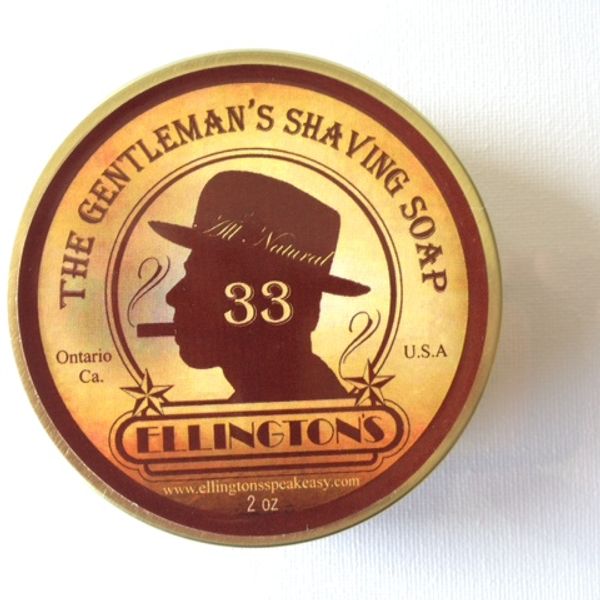 THE GENTLEMAN'S SHAVING SOAP
All Natural
33
Ontario
Ca.
U.S.A
ELLINGTON'S
www.ellingtonsspeakeasy.com
2 oz